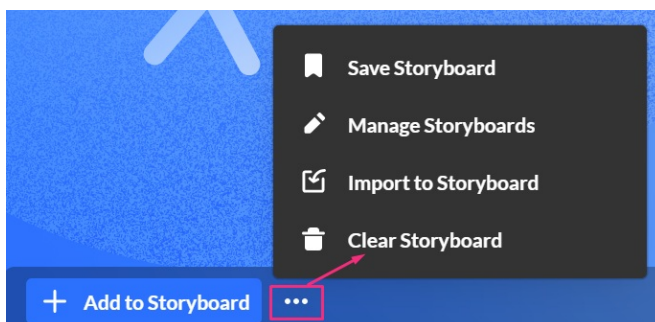 Save Storyboard
Manage Storyboards
Import to Storyboard
Clear Storyboard
Add to Storyboard